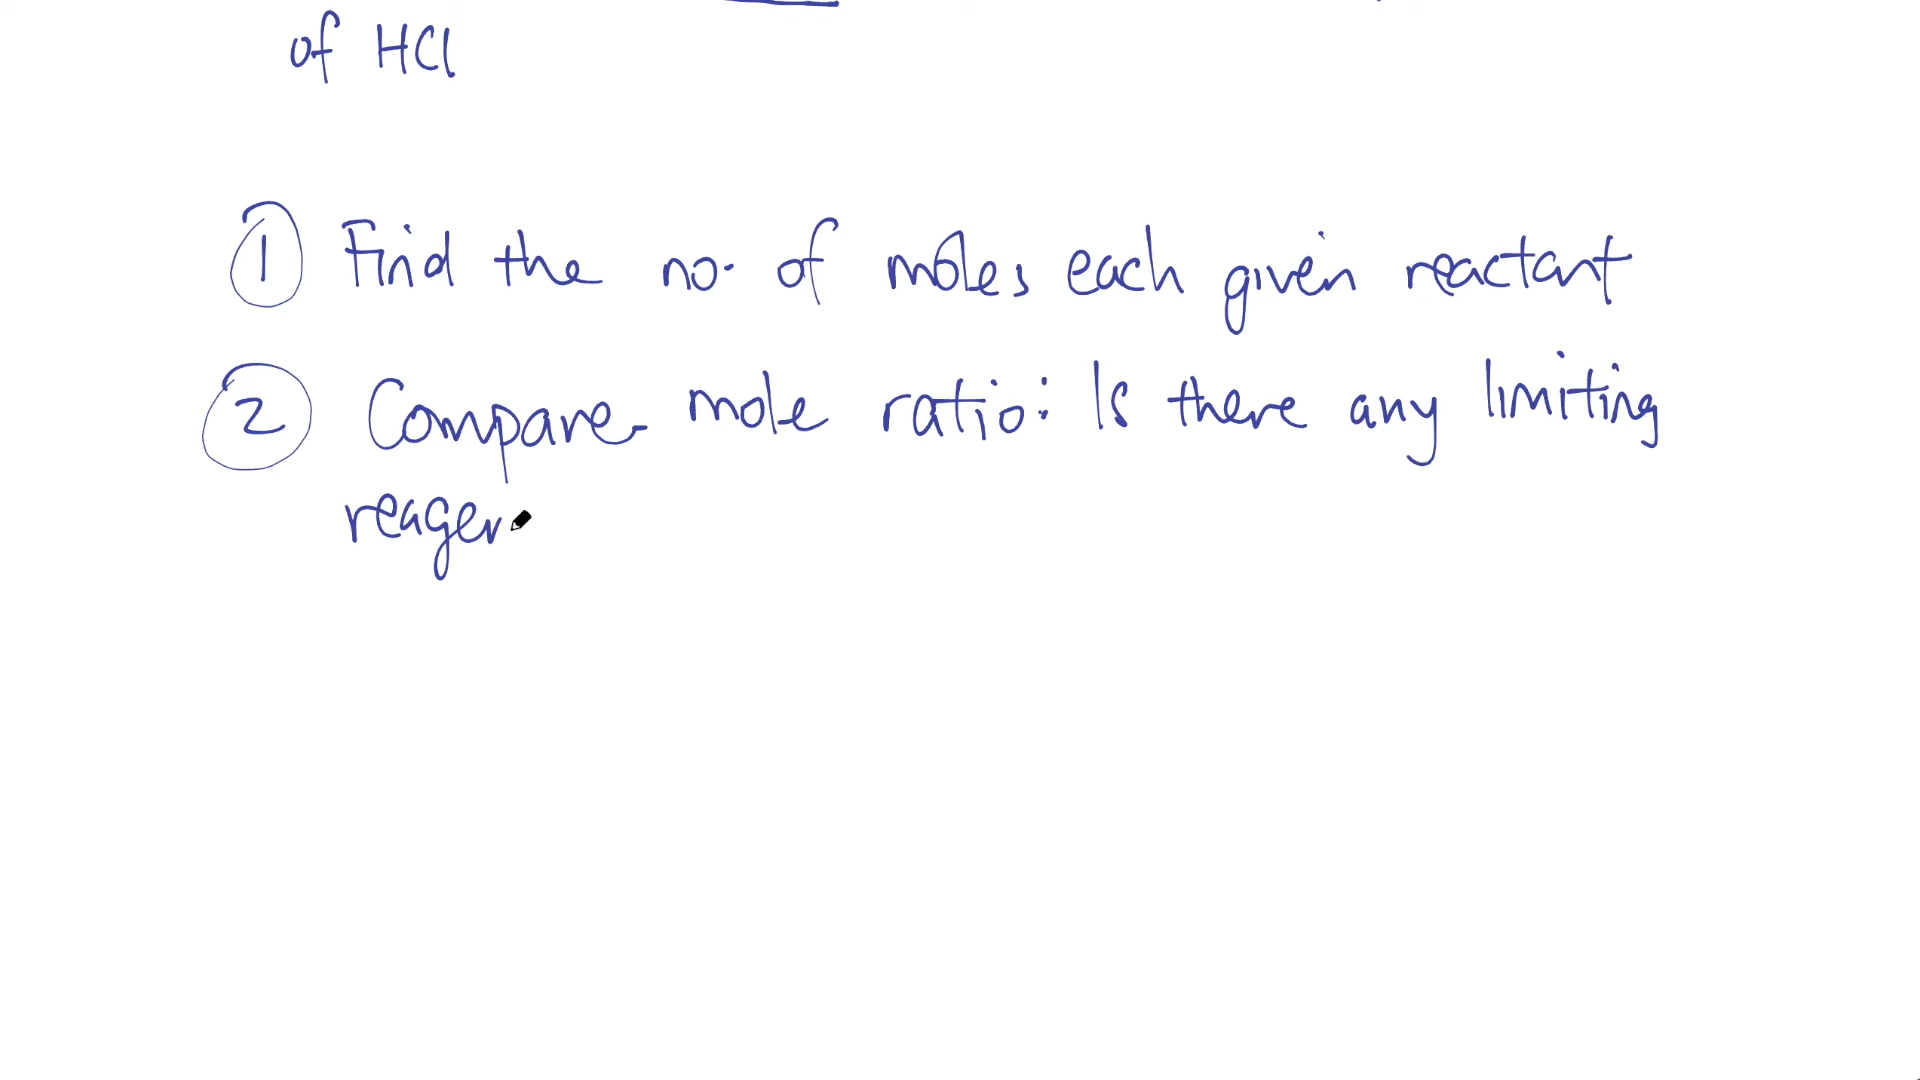 of HCl
① Find the no. of moles each given reactant
② Compare mole ratio: Is there any limiting
reagen